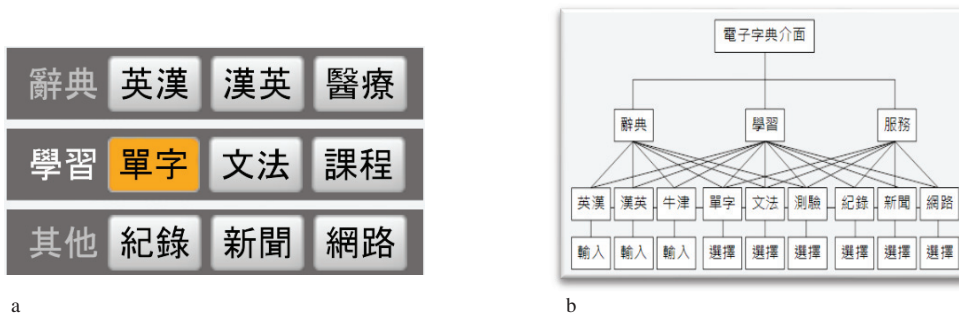 辭典 英漢 漢英 醫療
學習 單字 文法 課程
其他 紀錄 新聞 網路
a
電子字典介面
辭典 學習 服務
英漢 漢英 牛津 單字 文法 測驗 紀錄 新聞 網路
輸入 輸入 輸入 選擇 選擇 選擇 選擇 選擇 選擇
b